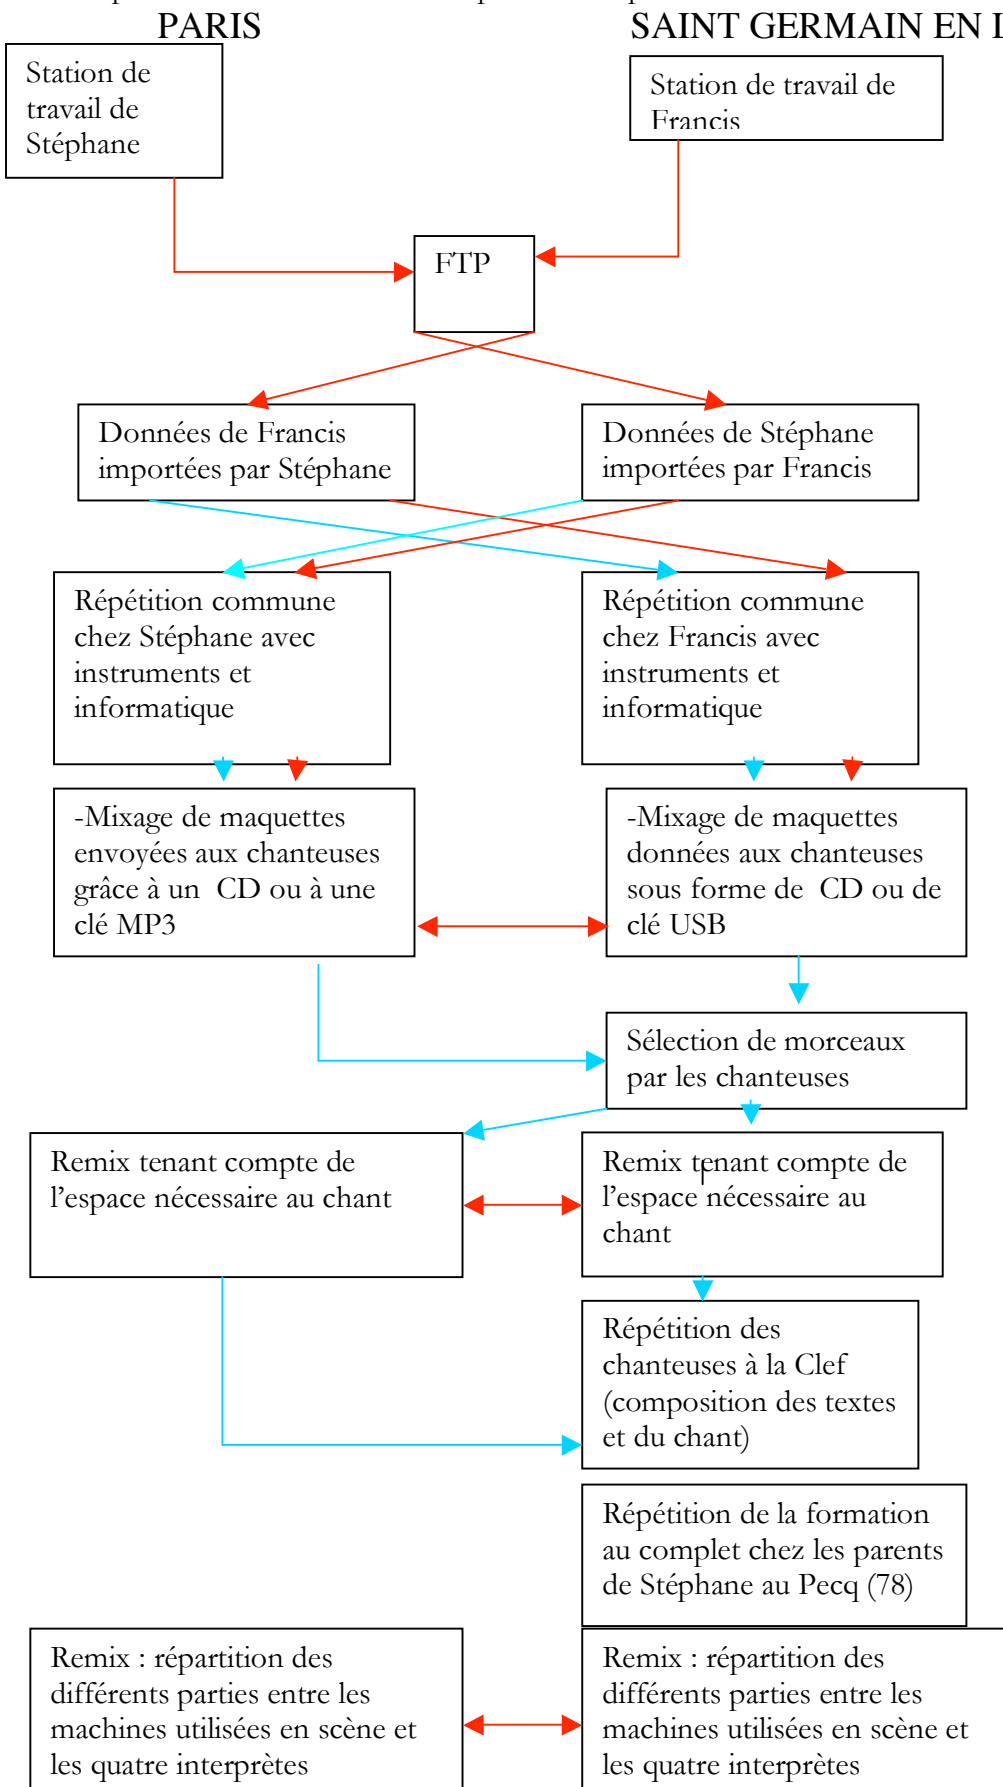 PARIS
SAINT GERMAIN EN
Station de
travail de
Stéphane
Station de travail de
Francis
FTP
Données de Francis
importées par Stéphane
Données de Stéphane
importées par Francis
Répétition commune
chez Stéphane avec
instruments et
informatique
Répétition commune
chez Francis avec
instruments et
informatique
-Mixage de maquettes
envoyées aux chanteuses
grâce à un CD ou à une
clé MP3
-Mixage de maquettes
données aux chanteuses
sous forme de CD ou de
clé USB
Sélection de morceaux
par les chanteuses
Remix tenant compte de
l’espace nécessaire au chant
Remix tenant compte de
l’espace nécessaire au
chant
Répétition des
chanteuses à la Clef
(composition des textes
et du chant)
Répétition de la formation
au complet chez les parents
de Stéphane au Pecq (78)
Remix : répartition des
différents parties entre les
machines utilisées en scène et
les quatre interprètes
Remix : répartition des
différents parties entre les
machines utilisées en scène et
les quatre interprètes